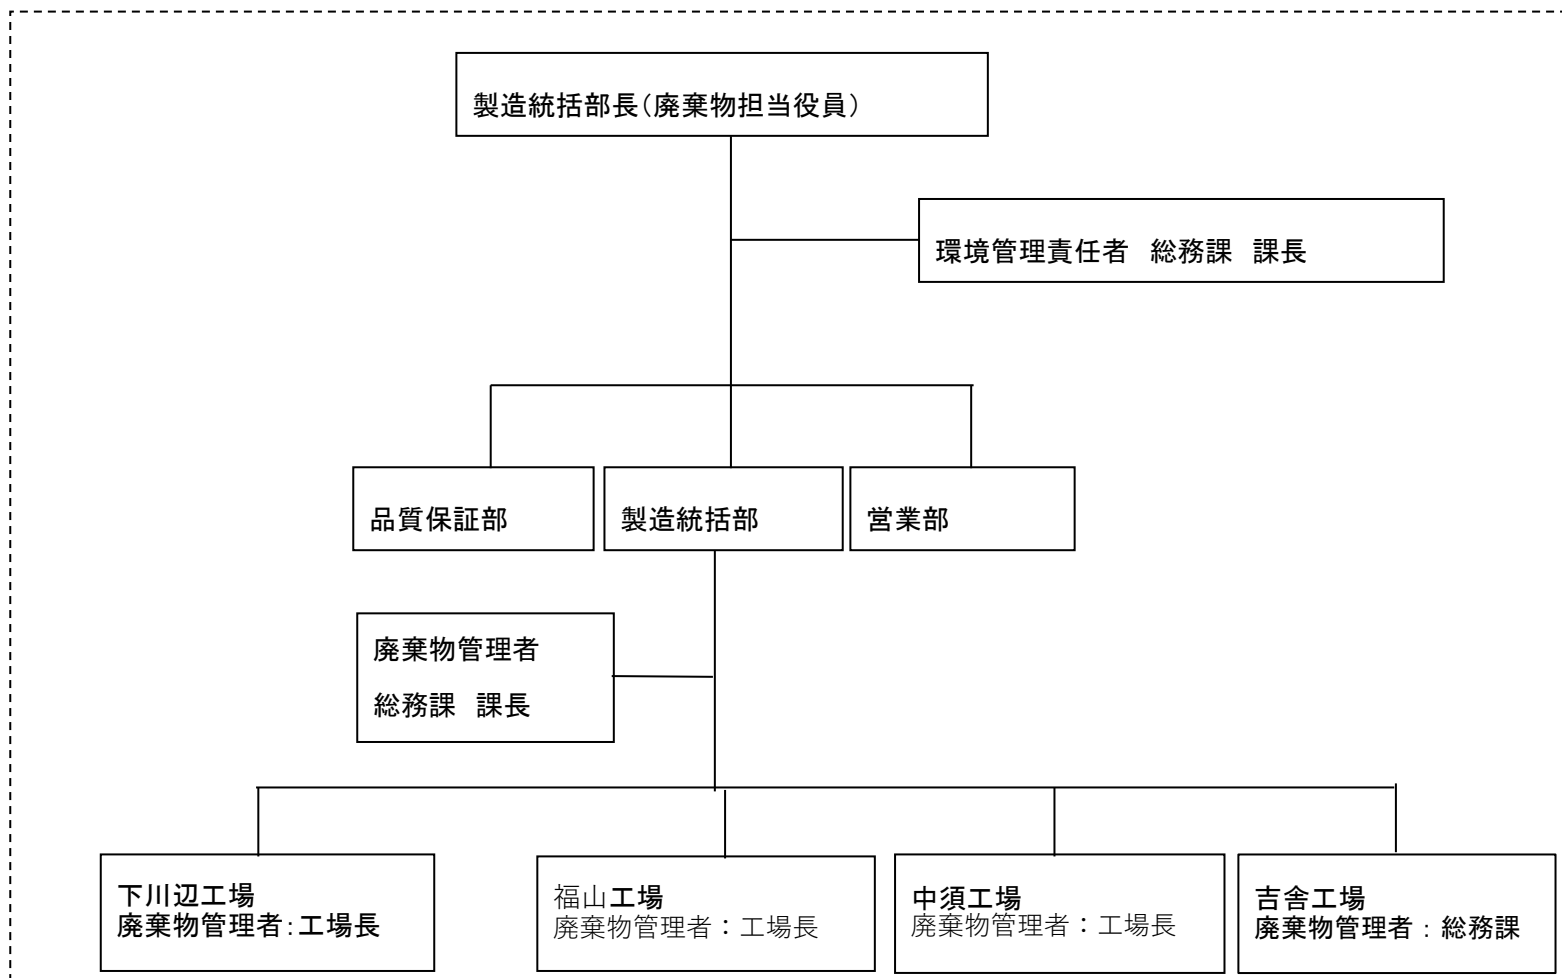 製造統括部長（廃棄物担当役員）
環境管理責任者　総務課　課長
品質保証部
製造統括部
営業部
廃棄物管理者
総務課　課長
下川辺工場
廃棄物管理者：工場長
福山工場
廃棄物管理者：工場長
中須工場
廃棄物管理者：工場長
吉舎工場
廃棄物管理者：総務課